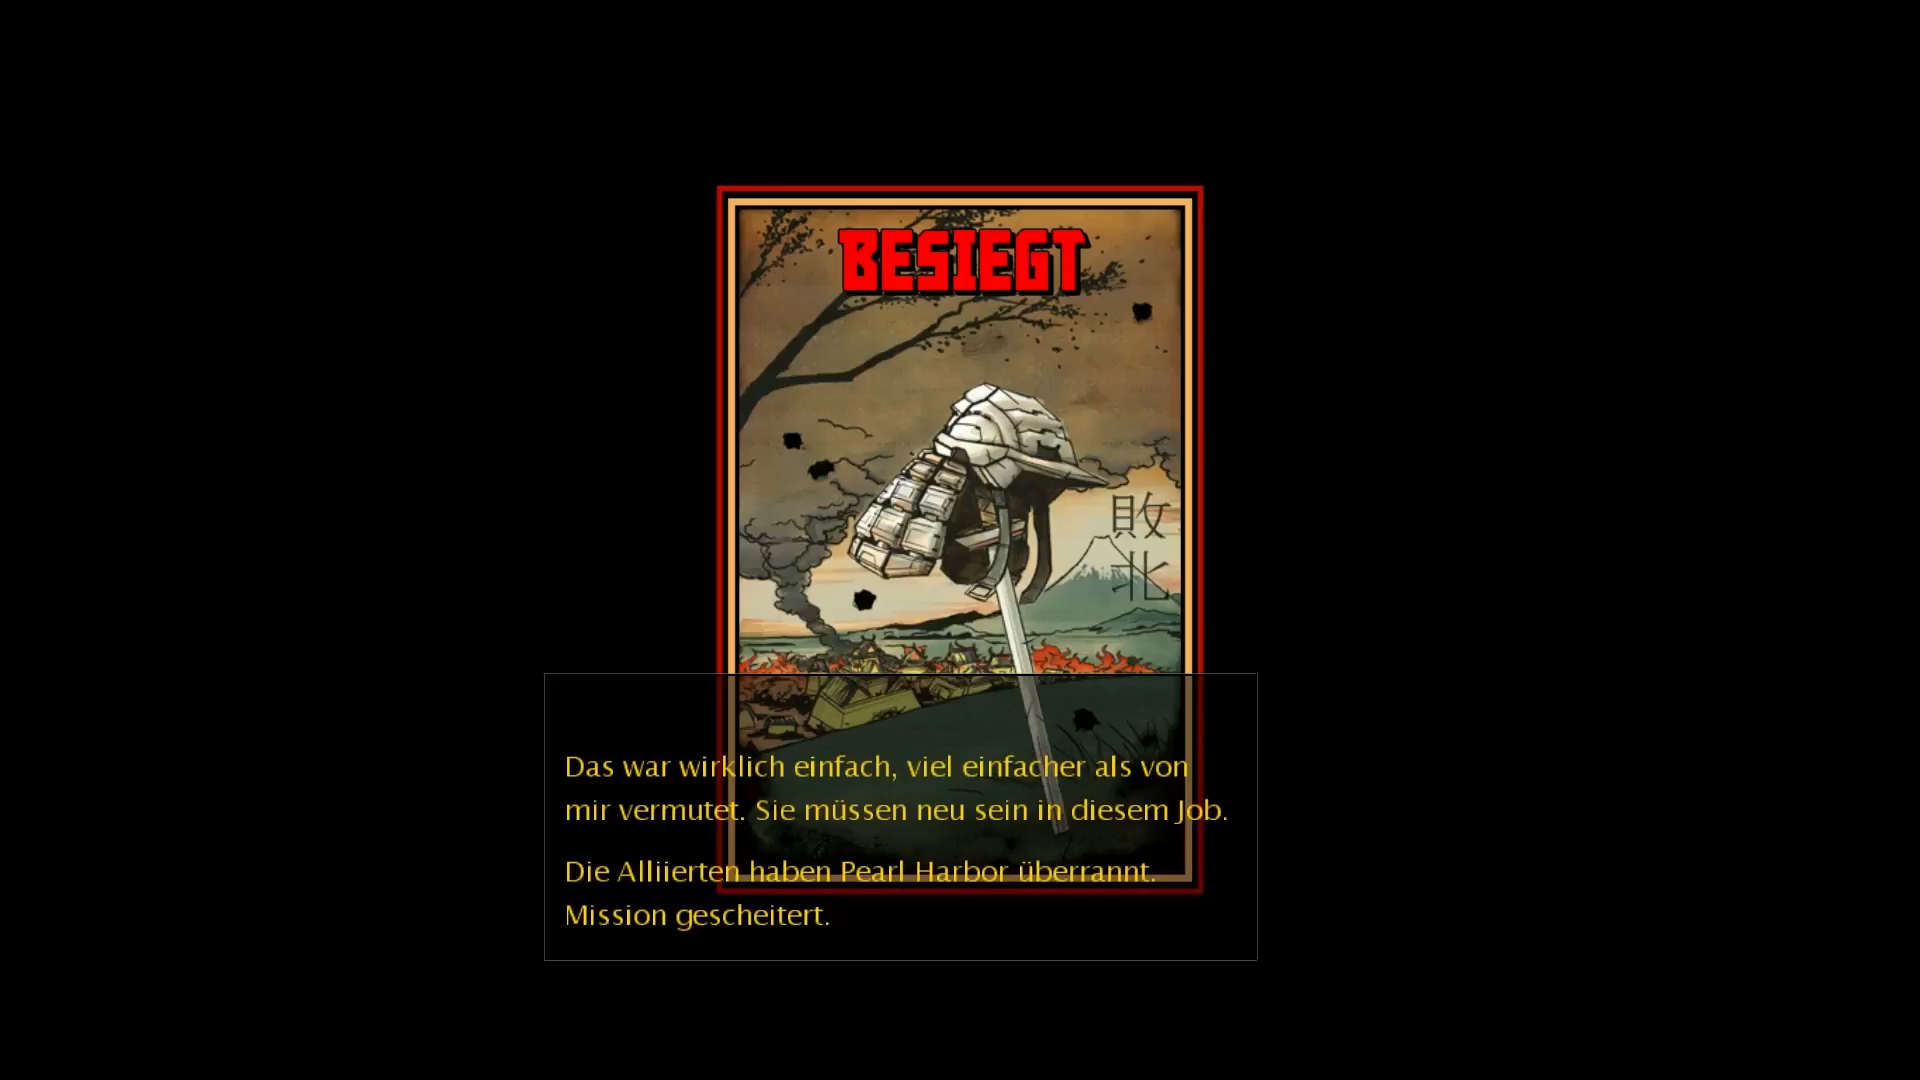 BESIEGT
敗
北
Das war wirklich einfach, viel einfacher als von
mir vermutet. Sie müssen neu sein in diesem Job.
Die Alliierten haben Pearl Harbor überrannt.
Mission gescheitert.